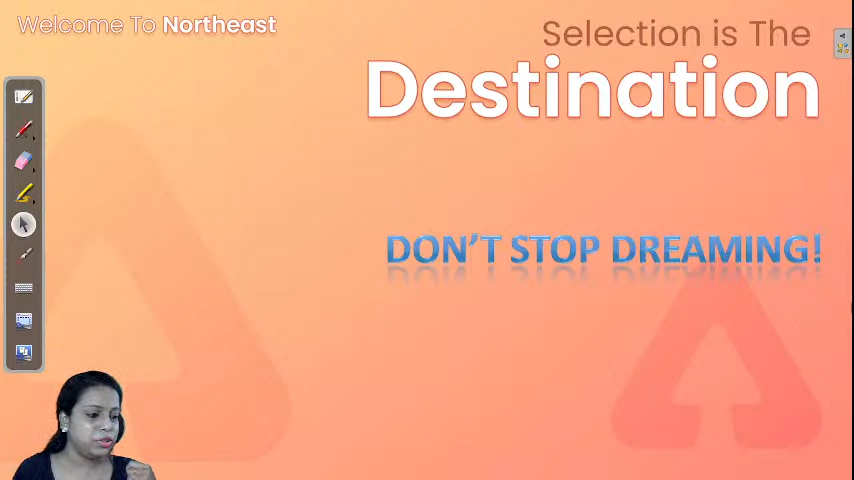 Welcome To Northeast
Selection is The
Destination
DON'T STOP DREAMING!